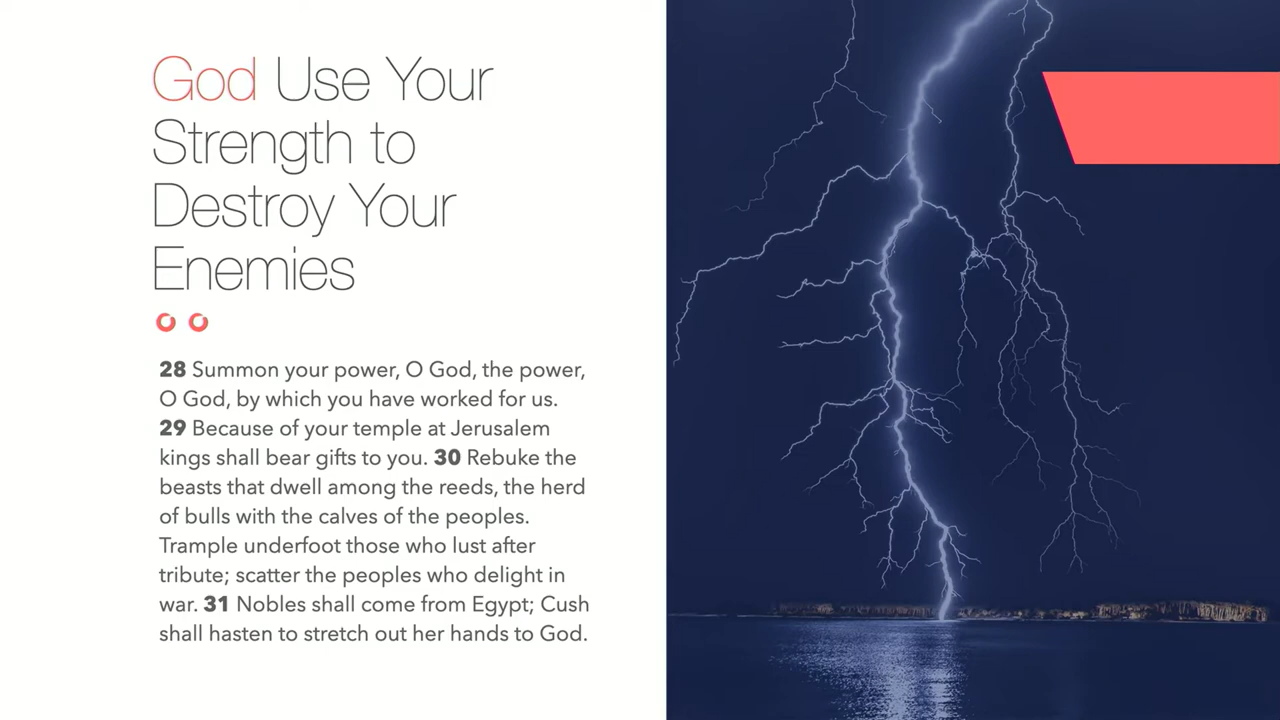 God Use Your
Strength to
Destroy Your
Enemies
28 Summon your power, O God, the power,
O God, by which you have worked for us.
29 Because of your temple at Jerusalem
kings shall bear gifts to you. 30 Rebuke the
beasts that dwell among the reeds, the herd
of bulls with the calves of the peoples.
Trample underfoot those who lust after
tribute; scatter the peoples who delight in
war. 31 Nobles shall come from Egypt; Cush
shall hasten to stretch out her hands to God.